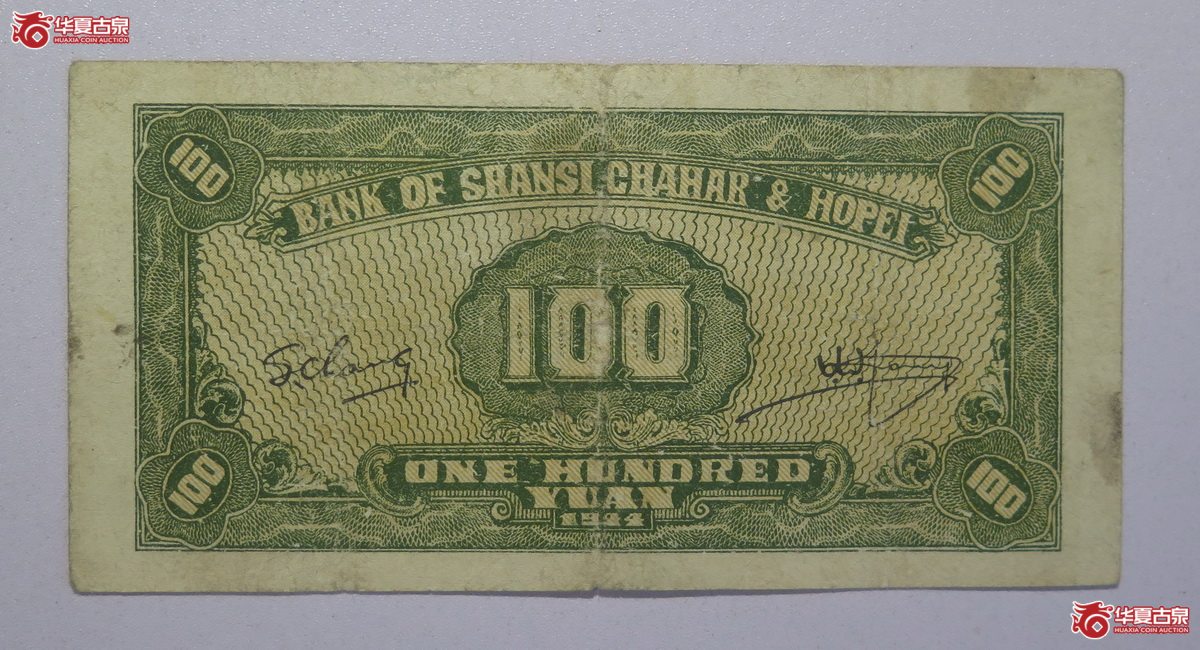 华夏古泉
HUAXIA COIN AUCTION
100
100
BANK OF SHANSI CHAHAR & HOPEI
100
S. Chang
ONE HUNDRED
YUAN
1944
100
100
华夏古泉
HUAXIA COIN AUCTION